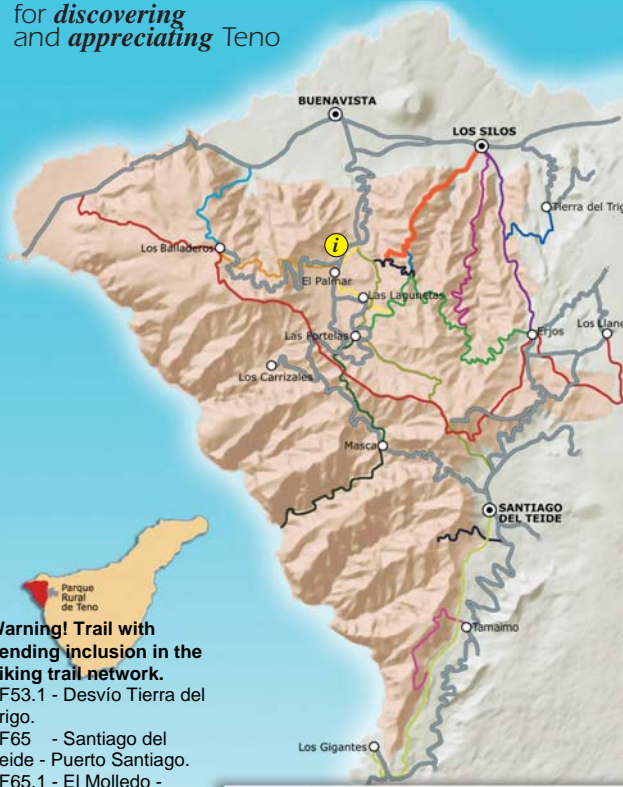 for discovering
and appreciating Teno
BUENAVISTA
LOS SILOS
Tierra del Trig
Los Bailaderos
i
El Palmar
Las Lagunetas
Las Portelas
Erjos
Los Llano
Los Carrizales
Masca
SANTIAGO
DEL TEIDE
Parque
Rural
de Teno
Tamaimo
Los Gigantes
Warning! Trail with
ending inclusion in the
iking trail network.
F53.1 - Desvío Tierra del
rigo.
F65 - Santiago del
eide - Puerto Santiago.
F65.1 - El Molledo -